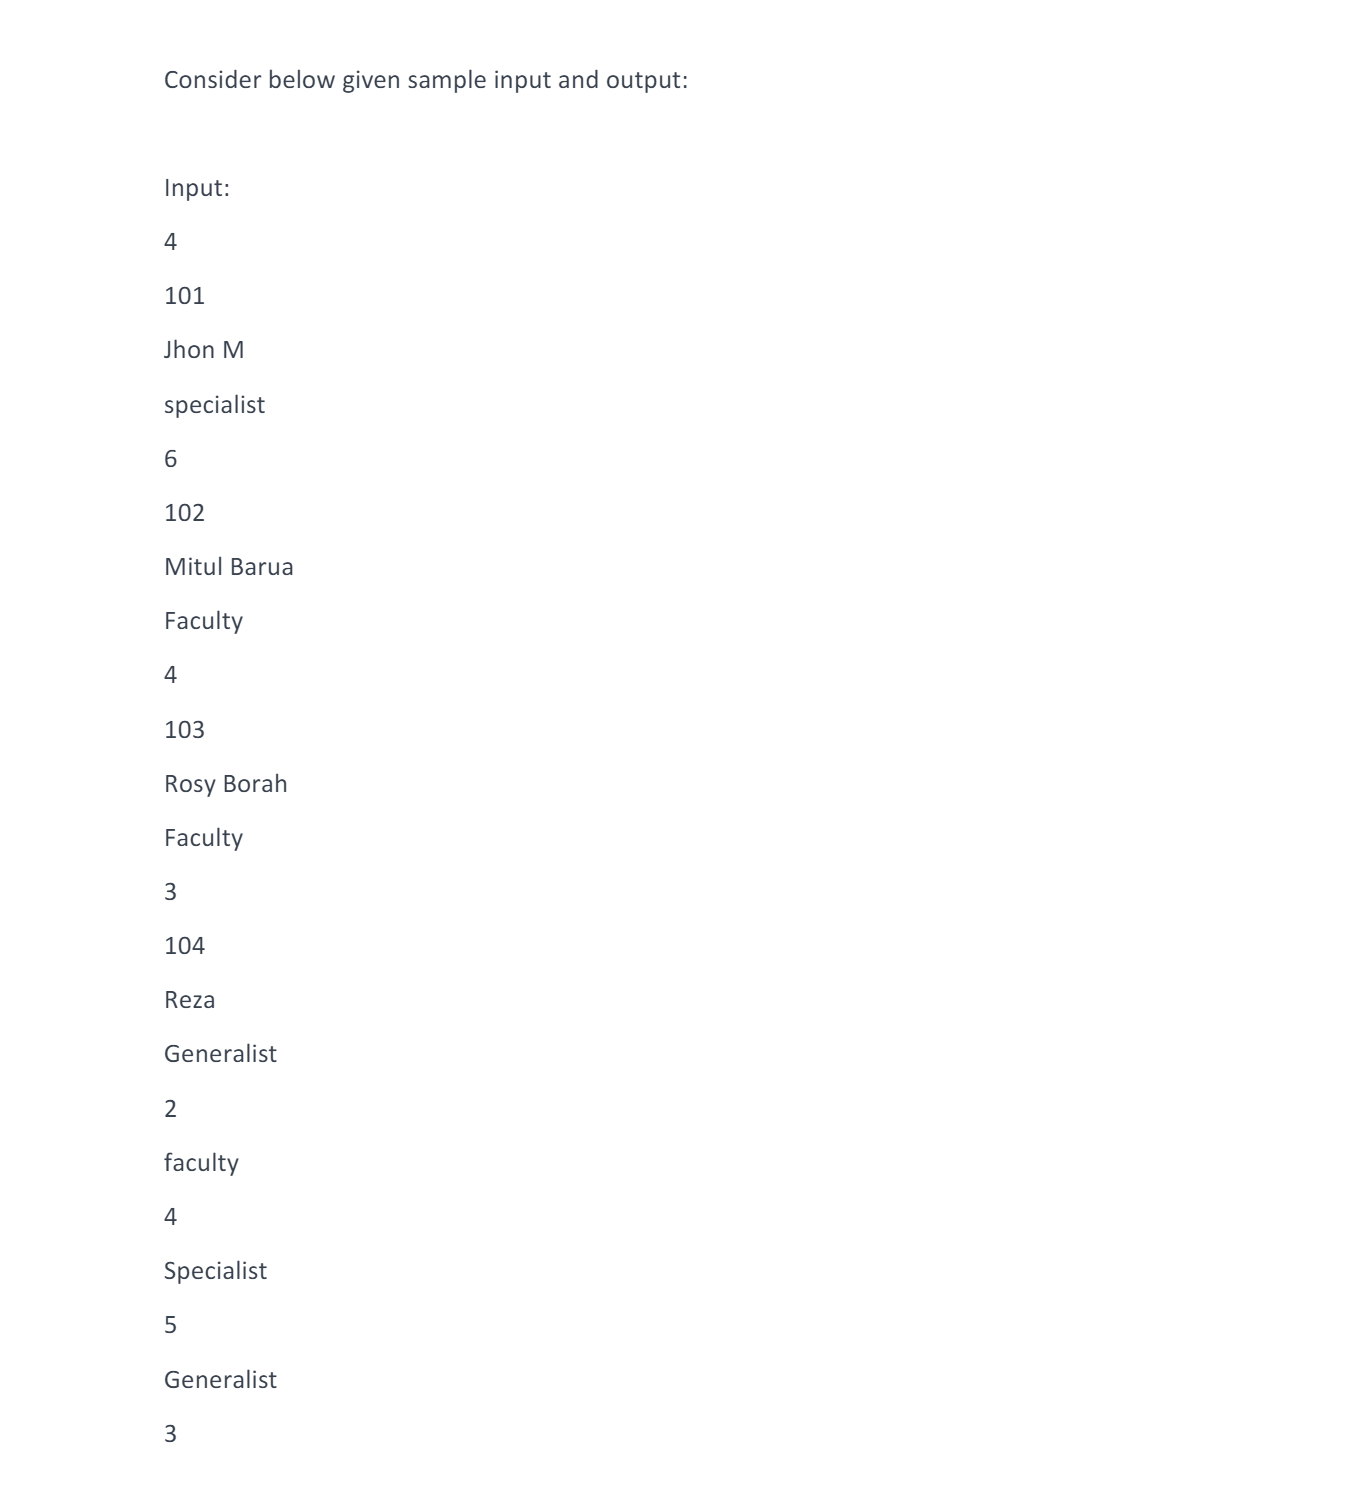 Consider below given sample input and output:
Input:
4
101
Jhon M
specialist
6
102
Mitul Barua
Faculty
4
103
Rosy Borah
Faculty
3
104
Reza
Generalist
2
faculty
4
Specialist
5
Generalist
3